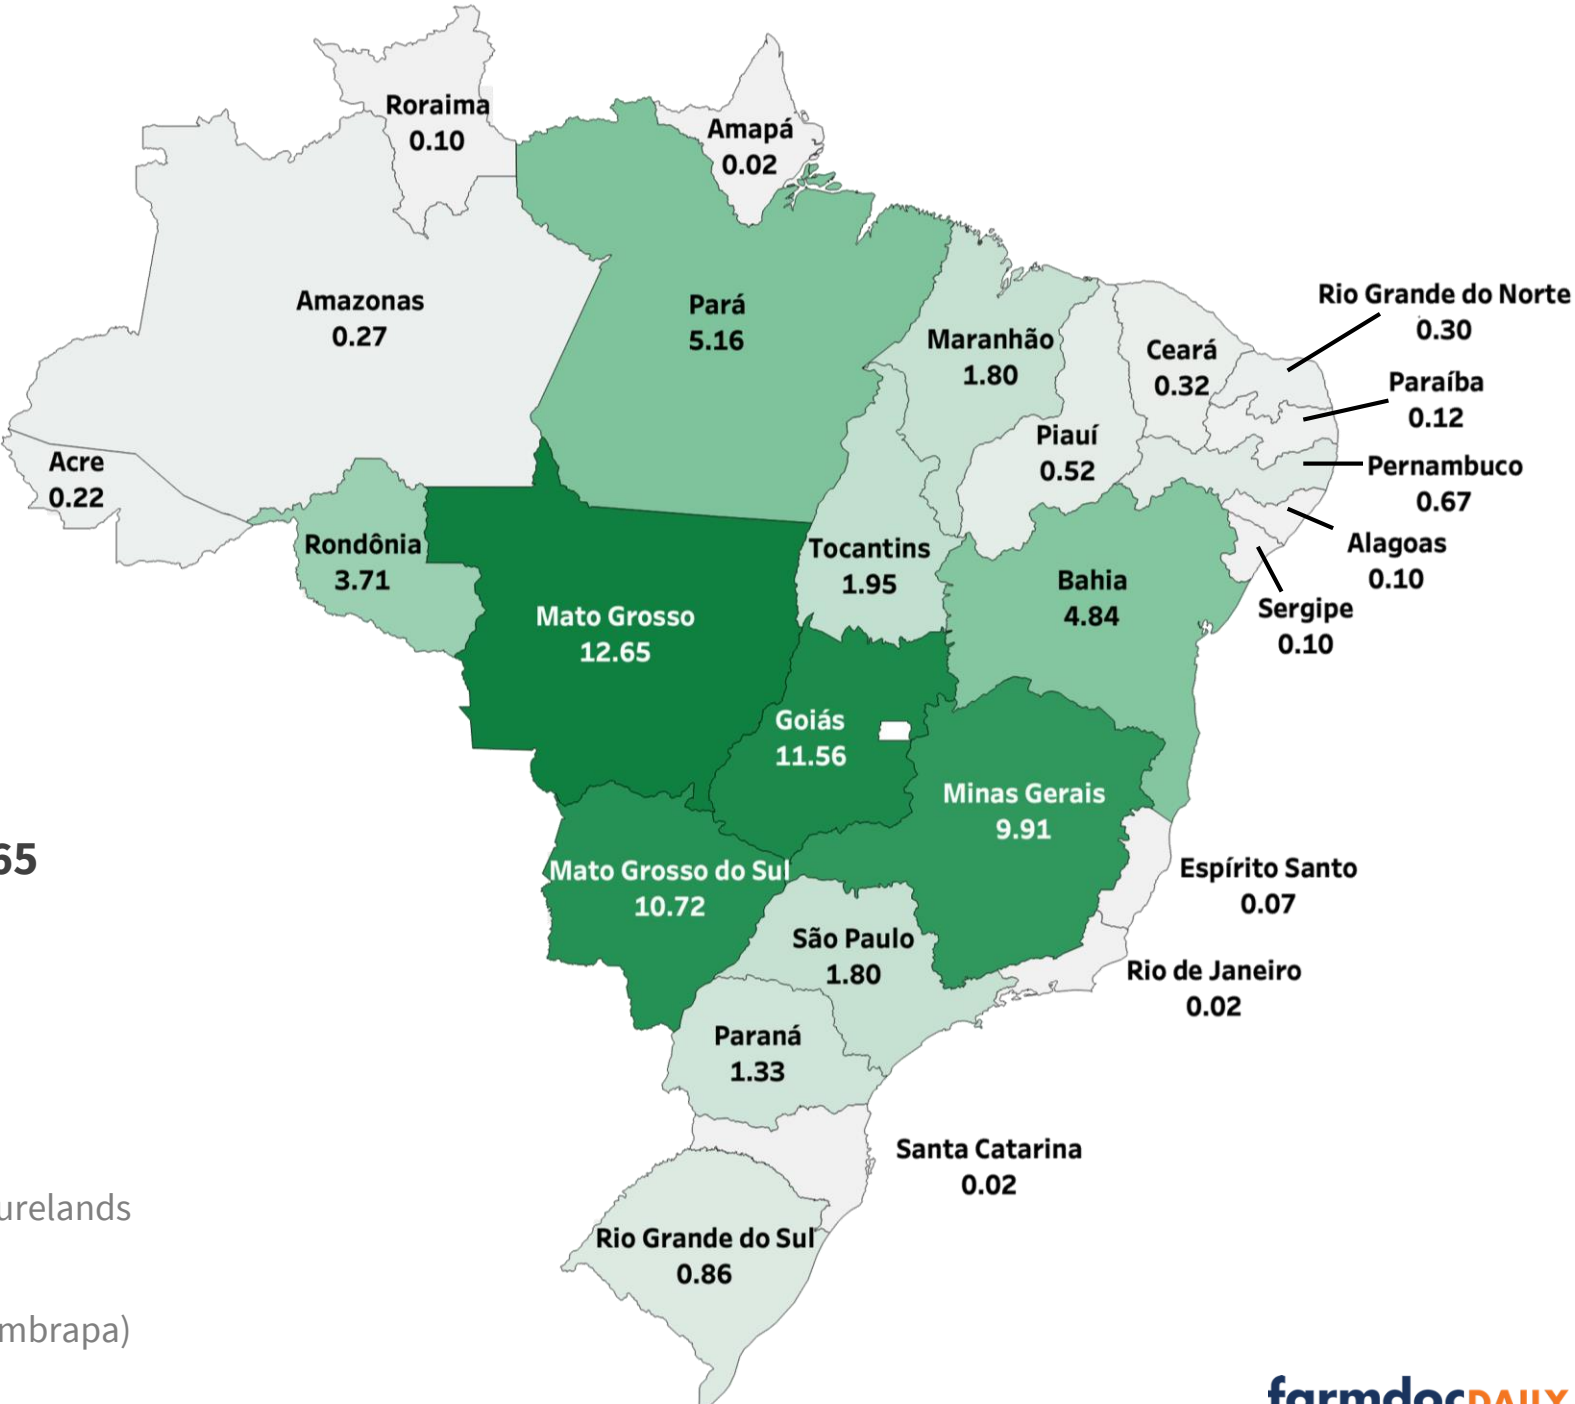 Roraima
0.10
Amapá
0.02
Amazonas
0.27
Pará
5.16
Maranhão
1.80
Ceará
0.32
Rio Grande do Norte
0.30
Paraíba
0.12
Piauí
0.52
Pernambuco
0.67
Acre
0.22
Alagoas
0.10
Rondônia
3.71
Tocantins
1.95
Bahia
4.84
Sergipe
0.10
Mato Grosso
12.65
Goiás
11.56
Minas Gerais
9.91
65
Mato Grosso do Sul
10.72
Espírito Santo
0.07
São Paulo
1.80
Rio de Janeiro
0.02
Paraná
1.33
Santa Catarina
0.02
urelands
Rio Grande do Sul
0.86
mbrapa)
farmdocDAILY